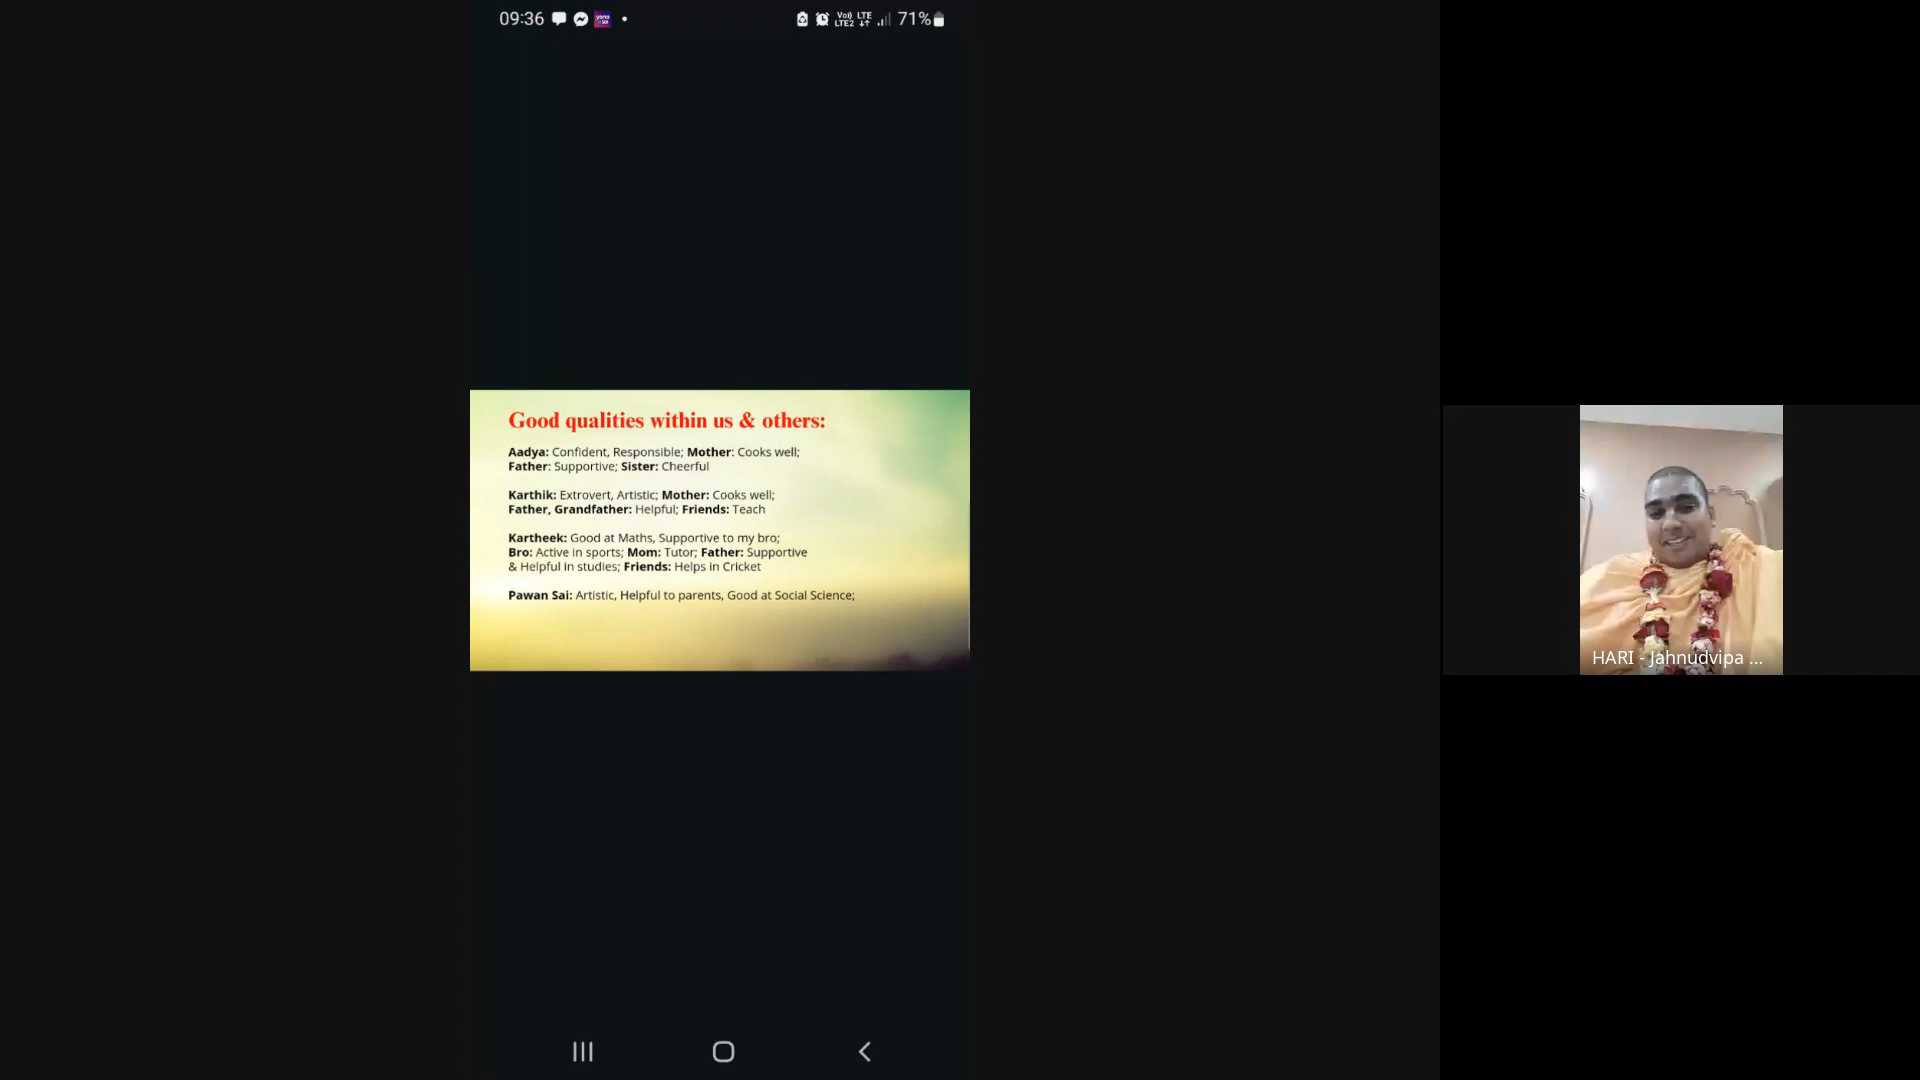 09:36
Vo) LTE
LTE2
71%
Good qualities within us & others:
Aadya: Confident, Responsible; Mother: Cooks well;
Father: Supportive; Sister: Cheerful
Karthik: Extrovert, Artistic; Mother: Cooks well;
Father, Grandfather: Helpful; Friends: Teach
Kartheek: Good at Maths, Supportive to my bro;
Bro: Active in sports; Mom: Tutor; Father: Supportive
& Helpful in studies; Friends: Helps in Cricket
Pawan Sai: Artistic, Helpful to parents, Good at Social Science;
HARI - Jahnudvipa ...